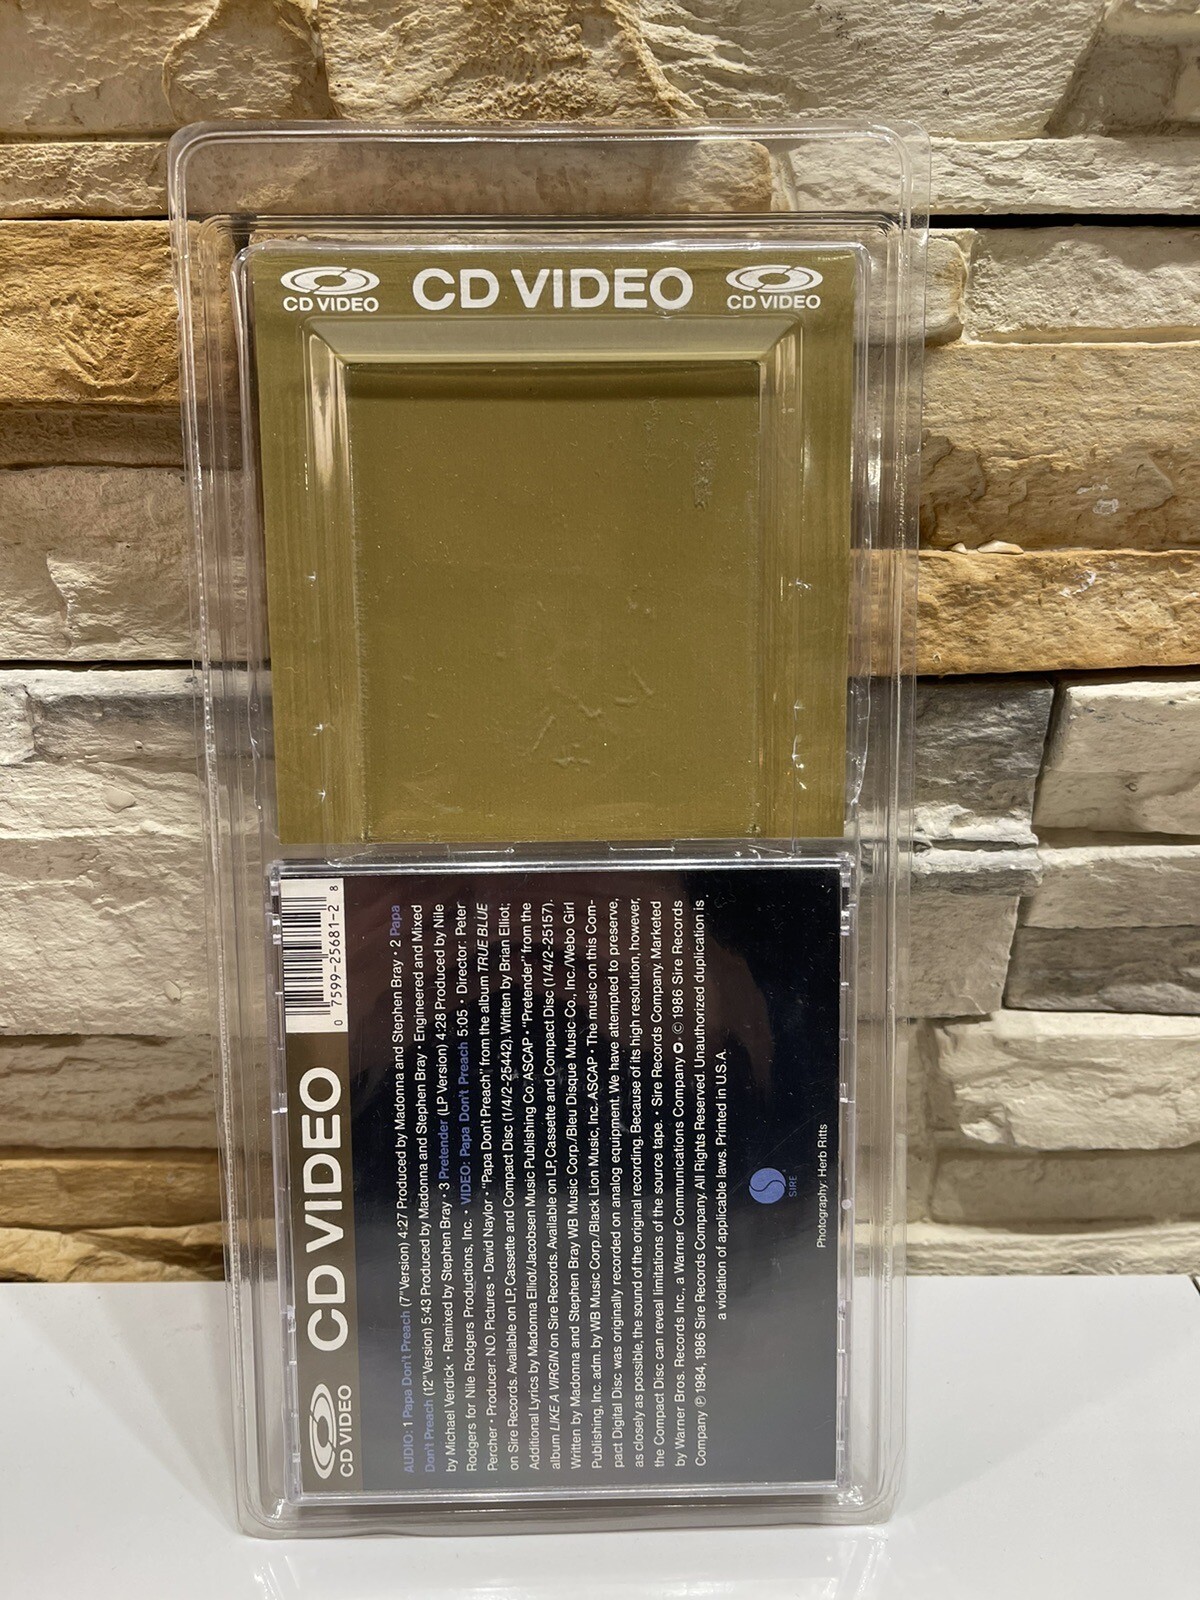 CD VIDEO
CD VIDEO
CD VIDEO
CD VIDEO
CD VIDEO
0 7599-25681-2 8
AUDIO: 1 Papa Don't Preach (7" Version) 4:27 Produced by Madonna and Stephen Bray • 2 Papa
Don't Preach (12" Version) 5:43 Produced by Madonna and Stephen Bray • Engineered and Mixed
by Michael Verdick • Remixed by Stephen Bray • 3 Pretender (LP Version) 4:28 Produced by Nile
Rodgers for Nile Rodgers Productions, Inc. • VIDEO: Papa Don't Preach 5:05 • Director: Peter
Percher • Producer: N.O. Pictures • David Naylor • "Papa Don't Preach" from the album TRUE BLUE
on Sire Records. Available on LP, Cassette and Compact Disc (1/4/2-25442). Written by Brian Elliot;
Additional Lyrics by Madonna Elliot/Jacobsen Music Publishing Co. ASCAP • "Pretender" from the
album LIKE A VIRGIN on Sire Records. Available on LP, Cassette and Compact Disc (1/4/2-25157).
Written by Madonna and Stephen Bray WB Music Corp./Bleu Disque Music Co., Inc./Webo Girl
Publishing, Inc. adm. by WB Music Corp./Black Lion Music, Inc. ASCAP • The music on this Com-
pact Digital Disc was originally recorded on analog equipment. We have attempted to preserve,
as closely as possible, the sound of the original recording. Because of its high resolution, however,
the Compact Disc can reveal limitations of the source tape. • Sire Records Company. Marketed
by Warner Bros. Records Inc., a Warner Communications Company • © 1986 Sire Records
Company ℗ 1984, 1986 Sire Records Company. All Rights Reserved. Unauthorized duplication is
a violation of applicable laws. Printed in U.S.A.
SIRE
Photography: Herb Ritts